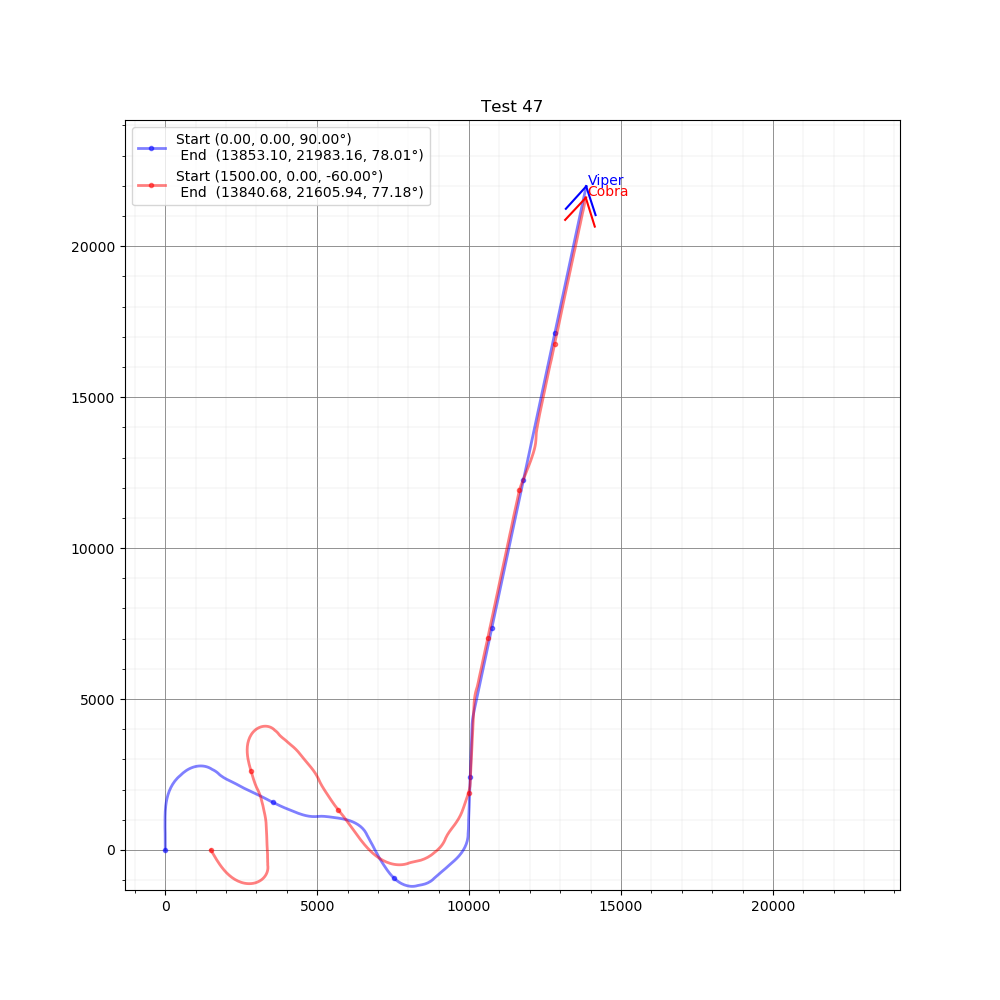 Test 47
Start (0.00, 0.00, 90.00°)
End  (13853.10, 21983.16, 78.01°)
Start (1500.00, 0.00, -60.00°)
End  (13840.68, 21605.94, 77.18°)
Viper
Cobra
20000
15000
10000
5000
0
0 5000 10000 15000 20000